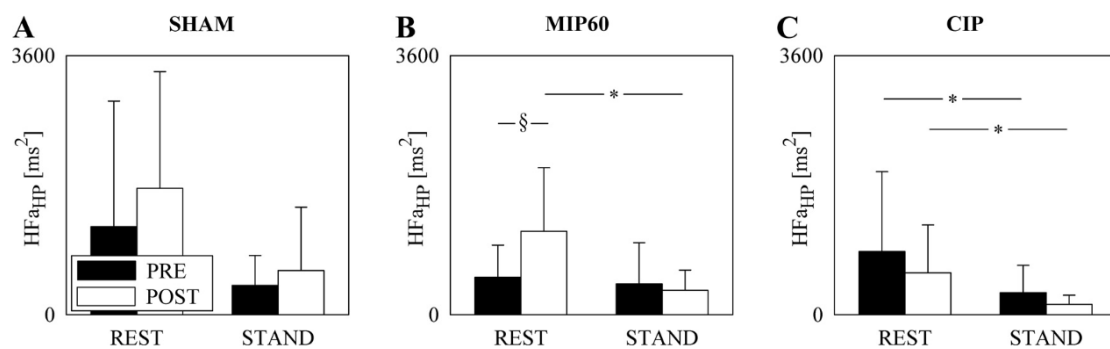 A SHAM
3600
HFa_HP [ms^2]
0
PRE
POST
REST STAND
B MIP60
3600
HFa_HP [ms^2]
0
*
§
REST STAND
C CIP
3600
HFa_HP [ms^2]
0
*
*
REST STAND